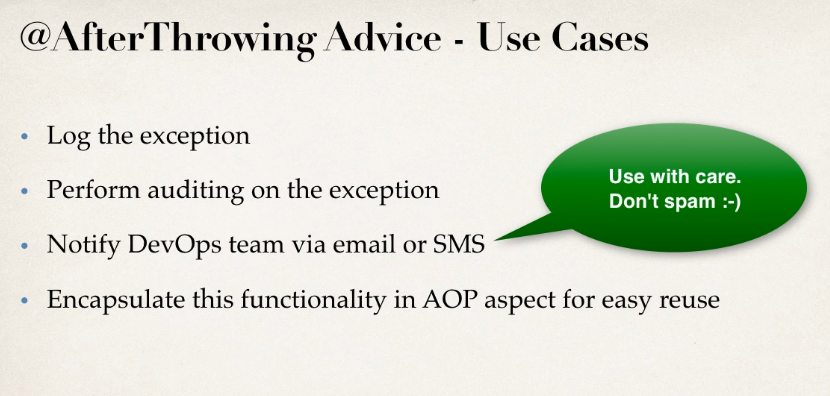 @AfterThrowing Advice - Use Cases
• Log the exception
• Perform auditing on the exception
Use with care.
Don't spam :-)
• Notify DevOps team via email or SMS
• Encapsulate this functionality in AOP aspect for easy reuse